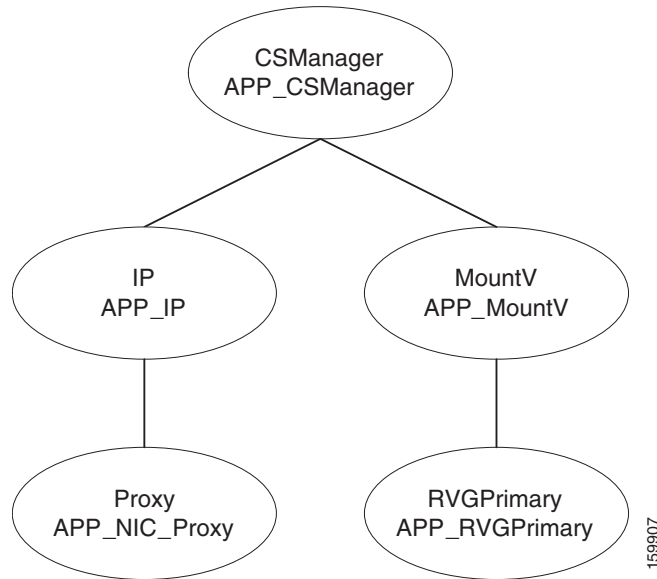 CSManager
APP_CSManager
IP
APP_IP
MountV
APP_MountV
Proxy
APP_NIC_Proxy
RVGPrimary
APP_RVGPrimary
159907